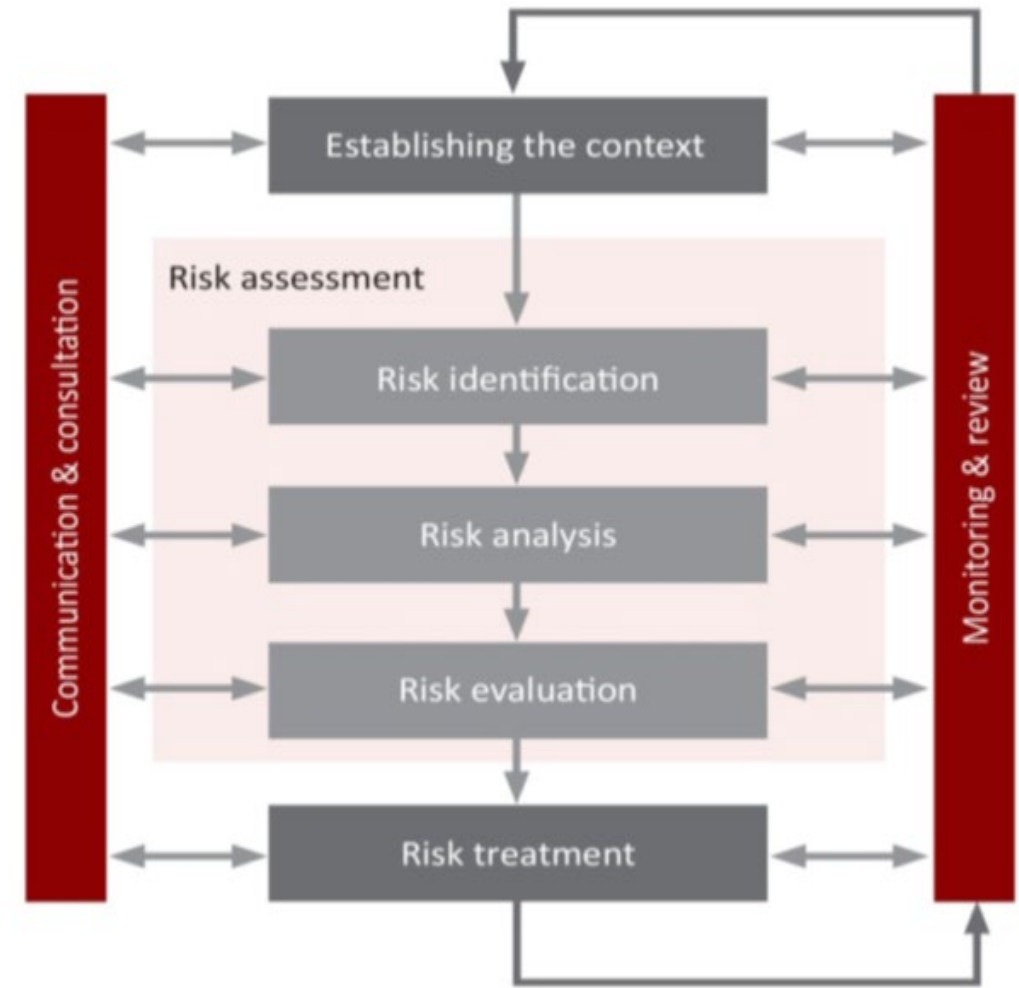 Establishing the context
Risk assessment
Risk identification
Risk analysis
Risk evaluation
Risk treatment
Communication & consultation
Monitoring & review